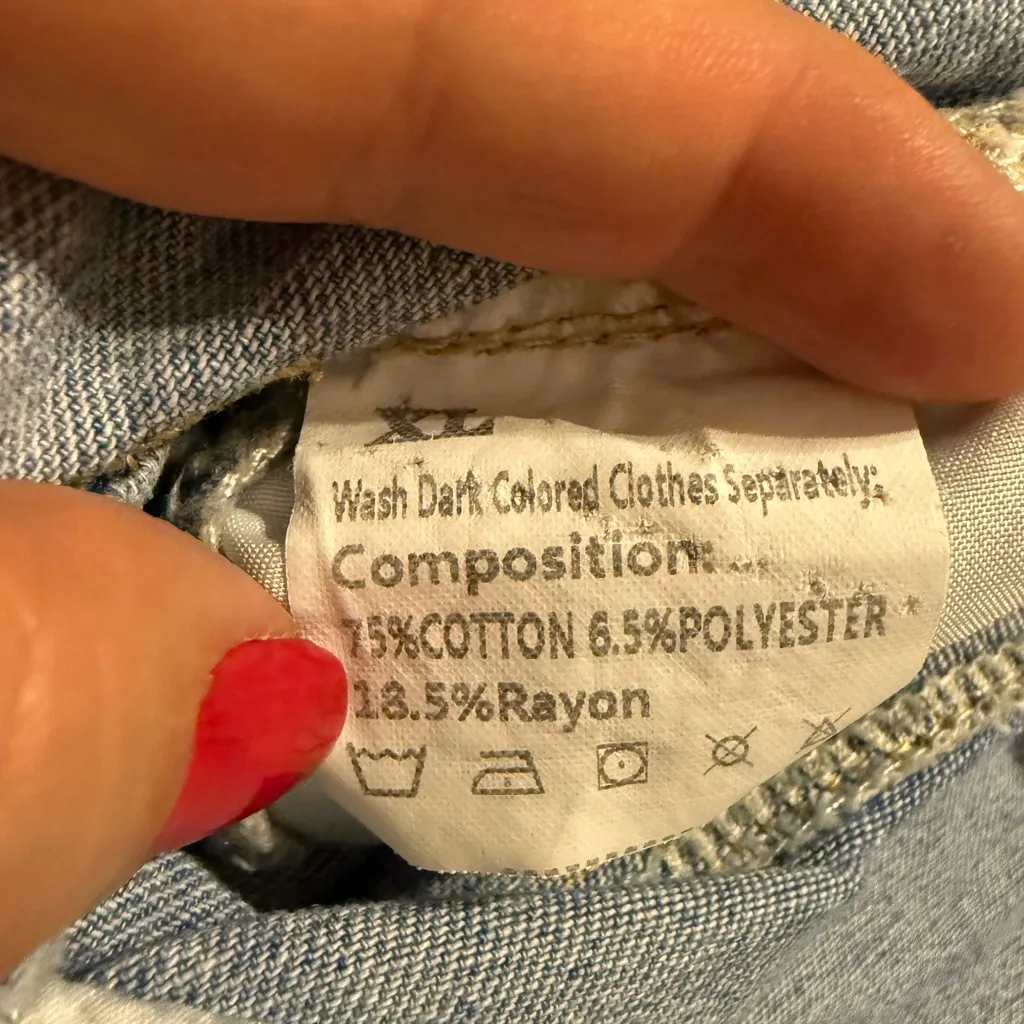 XL
Wash Dark Colored Clothes Separately;
Composition:
75%COTTON 6.5%POLYESTER
18.5%Rayon